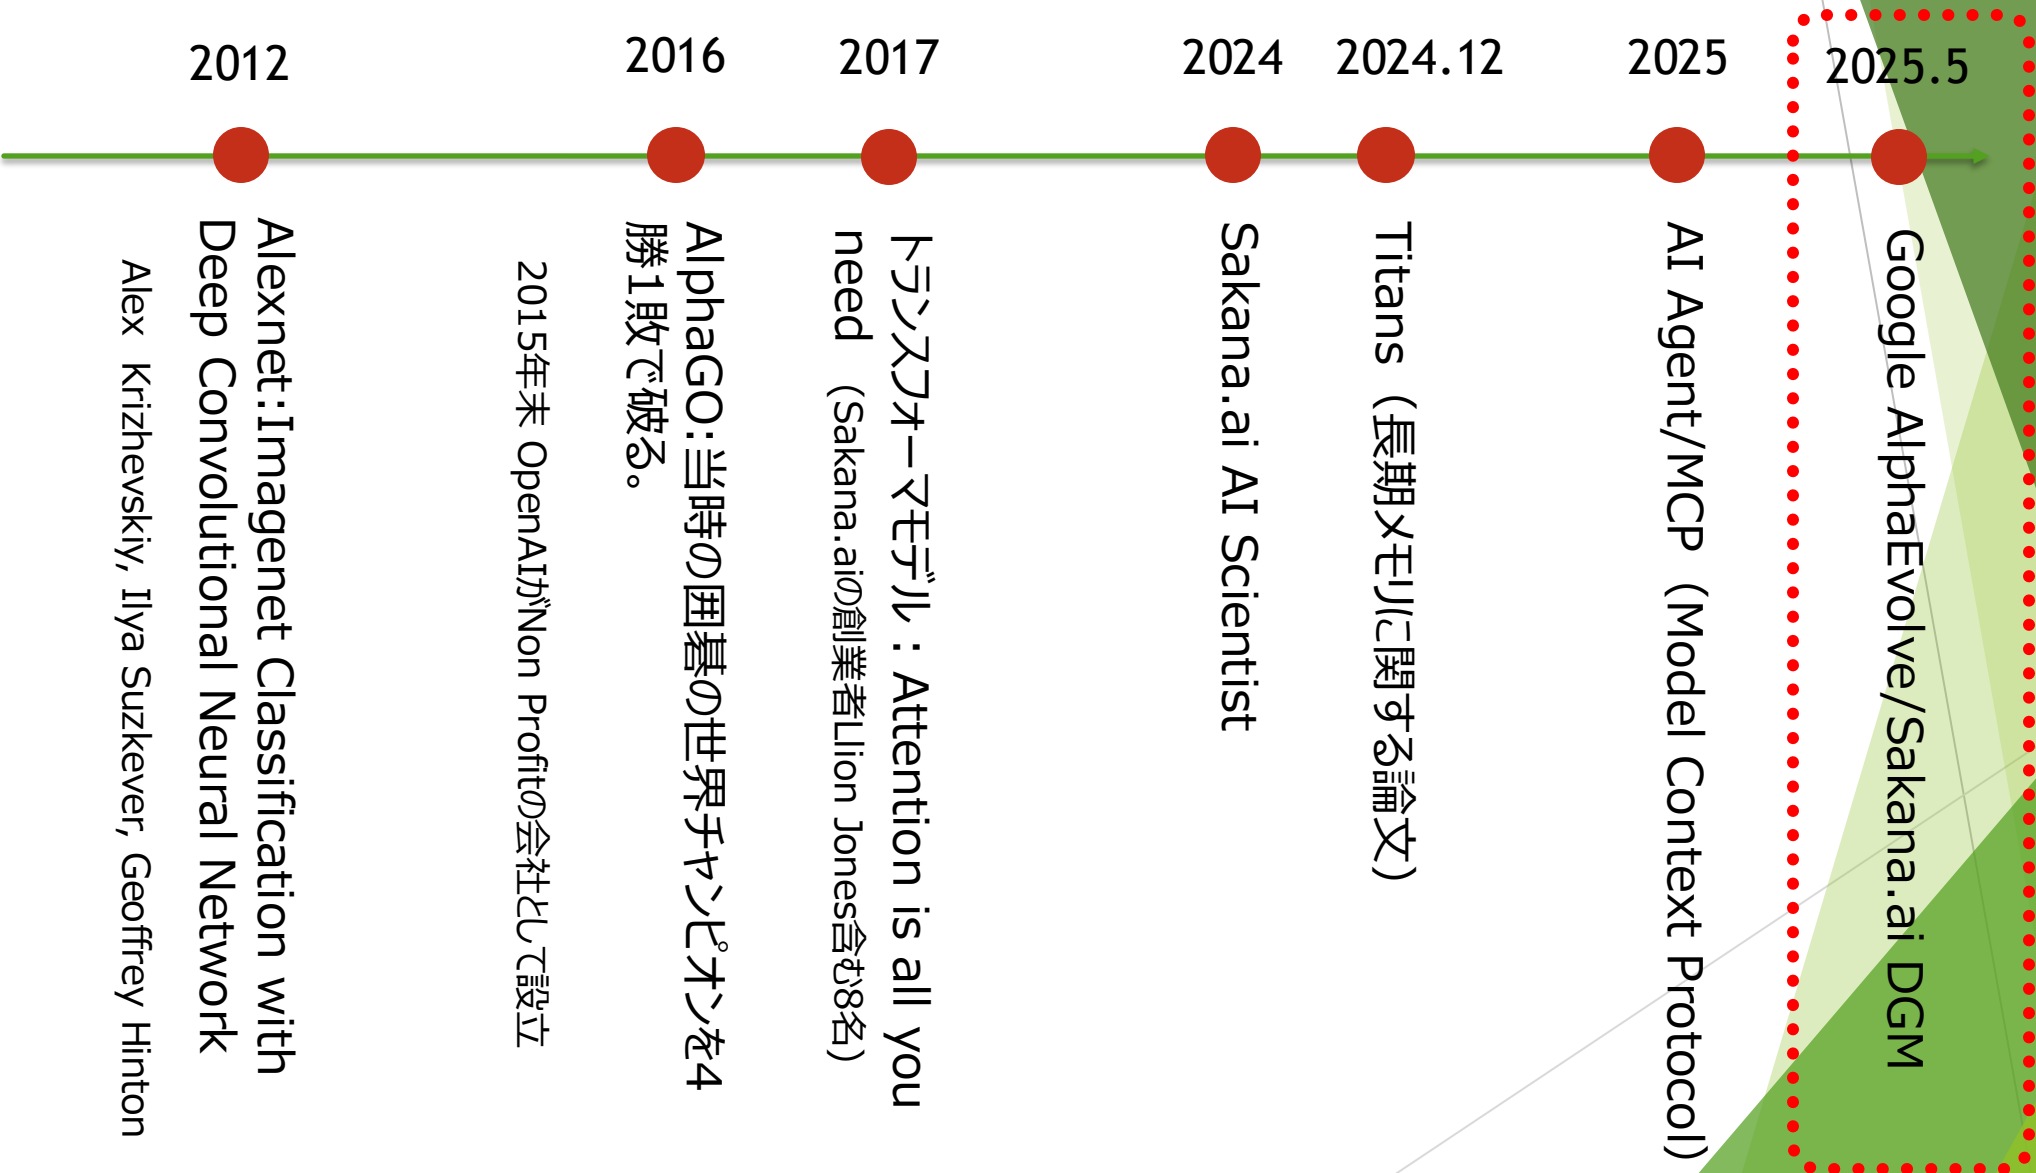 2012
2016
2017
2024
2024.12
2025
2025.5
Alexnet:Imagenet Classification with
Deep Convolutional Neural Network
Alex Krizhevskiy, Ilya Suzkever, Geoffrey Hinton
2015年末 OpenAIがNon Profitの会社として設立
AlphaGO:当時の囲碁の世界チャンピオンを4
勝1敗で破る。
トランスフォーマモデル：Attention is all you
need （Sakana.aiの創業者Llion Jones含む8名）
Sakana.ai AI Scientist
Titans（長期メモリに関する論文）
AI Agent/MCP（Model Context Protocol）
Google AlphaEvolve/Sakana.ai DGM